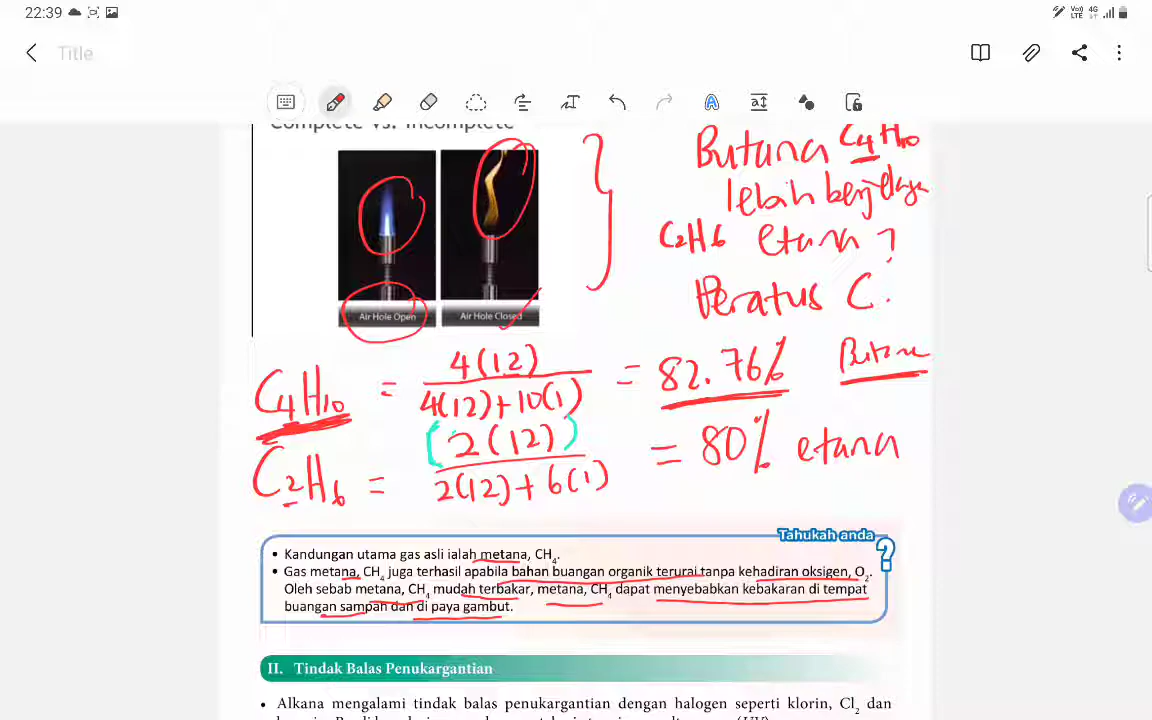 22:39
VoD LTE 4G
Title
Complete vs. Incomplete
Air Hole Open
Air Hole Closed
Butana C4H10
lebih berjelaga
C2H6 etana ?
Peratus C.
C4H10 = 4(12) / 4(12)+10(1) = 82.76% Butana
C2H6 = (2(12)) / 2(12)+6(1) = 80% etana
Tahukah anda ?
• Kandungan utama gas asli ialah metana, CH4.
• Gas metana, CH4 juga terhasil apabila bahan buangan organik terurai tanpa kehadiran oksigen, O2.
Oleh sebab metana, CH4 mudah terbakar, metana, CH4 dapat menyebabkan kebakaran di tempat
buangan sampah dan di paya gambut.
II. Tindak Balas Penukargantian
• Alkana mengalami tindak balas penukargantian dengan halogen seperti klorin, Cl2 dan